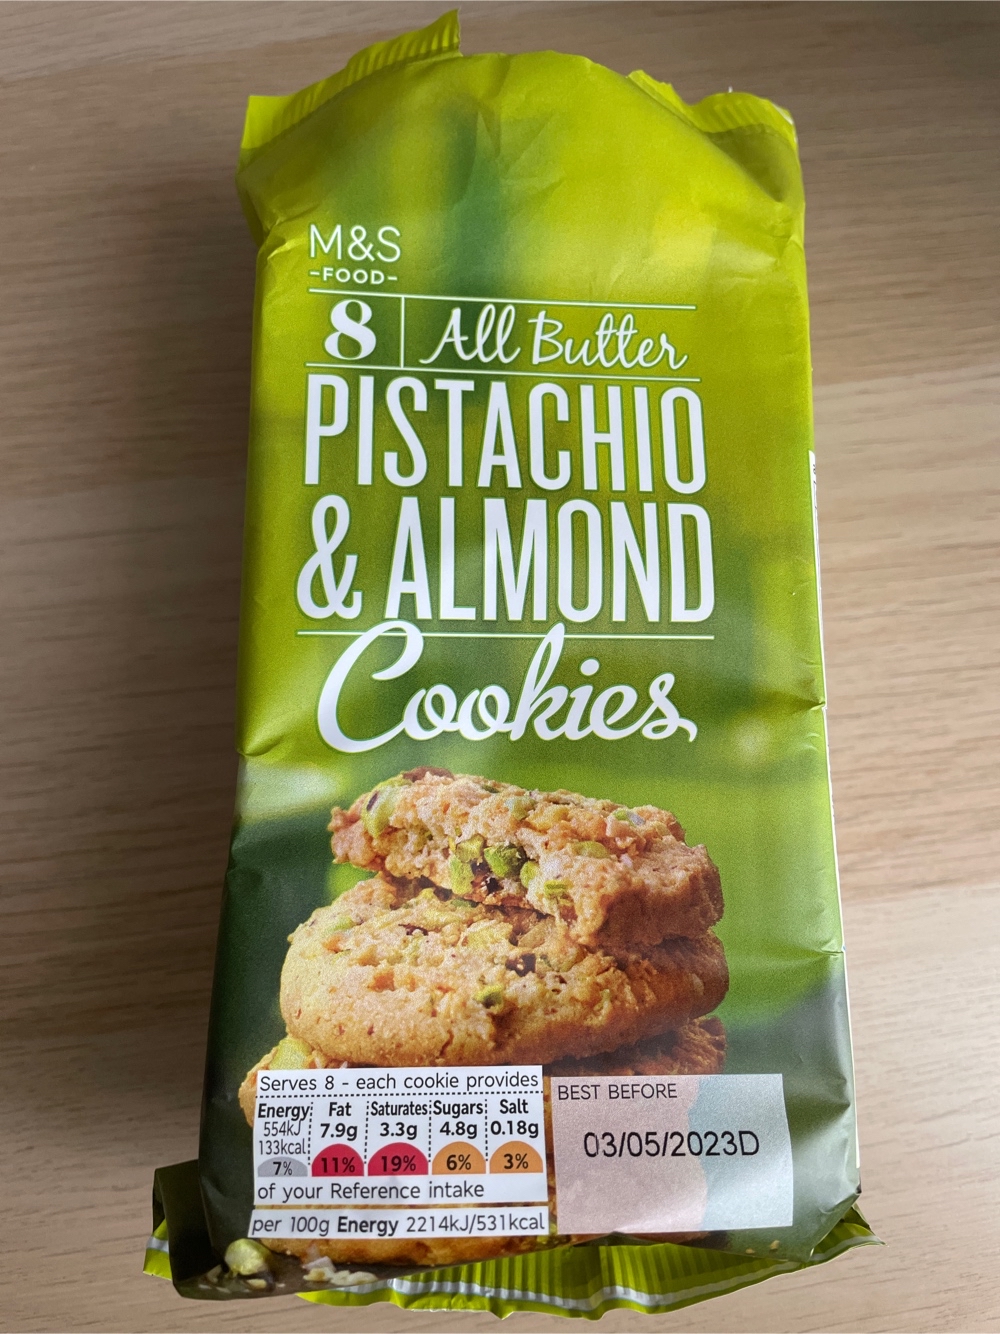 M&S
-FOOD-
8 All Butter
PISTACHIO
& ALMOND
Cookies
Serves 8 - each cookie provides
Energy Fat Saturates Sugars Salt
554kJ 7.9g 3.3g 4.8g 0.18g
133kcal
7% 11% 19% 6% 3%
of your Reference intake
per 100g Energy 2214kJ/531kcal
BEST BEFORE
03/05/2023D